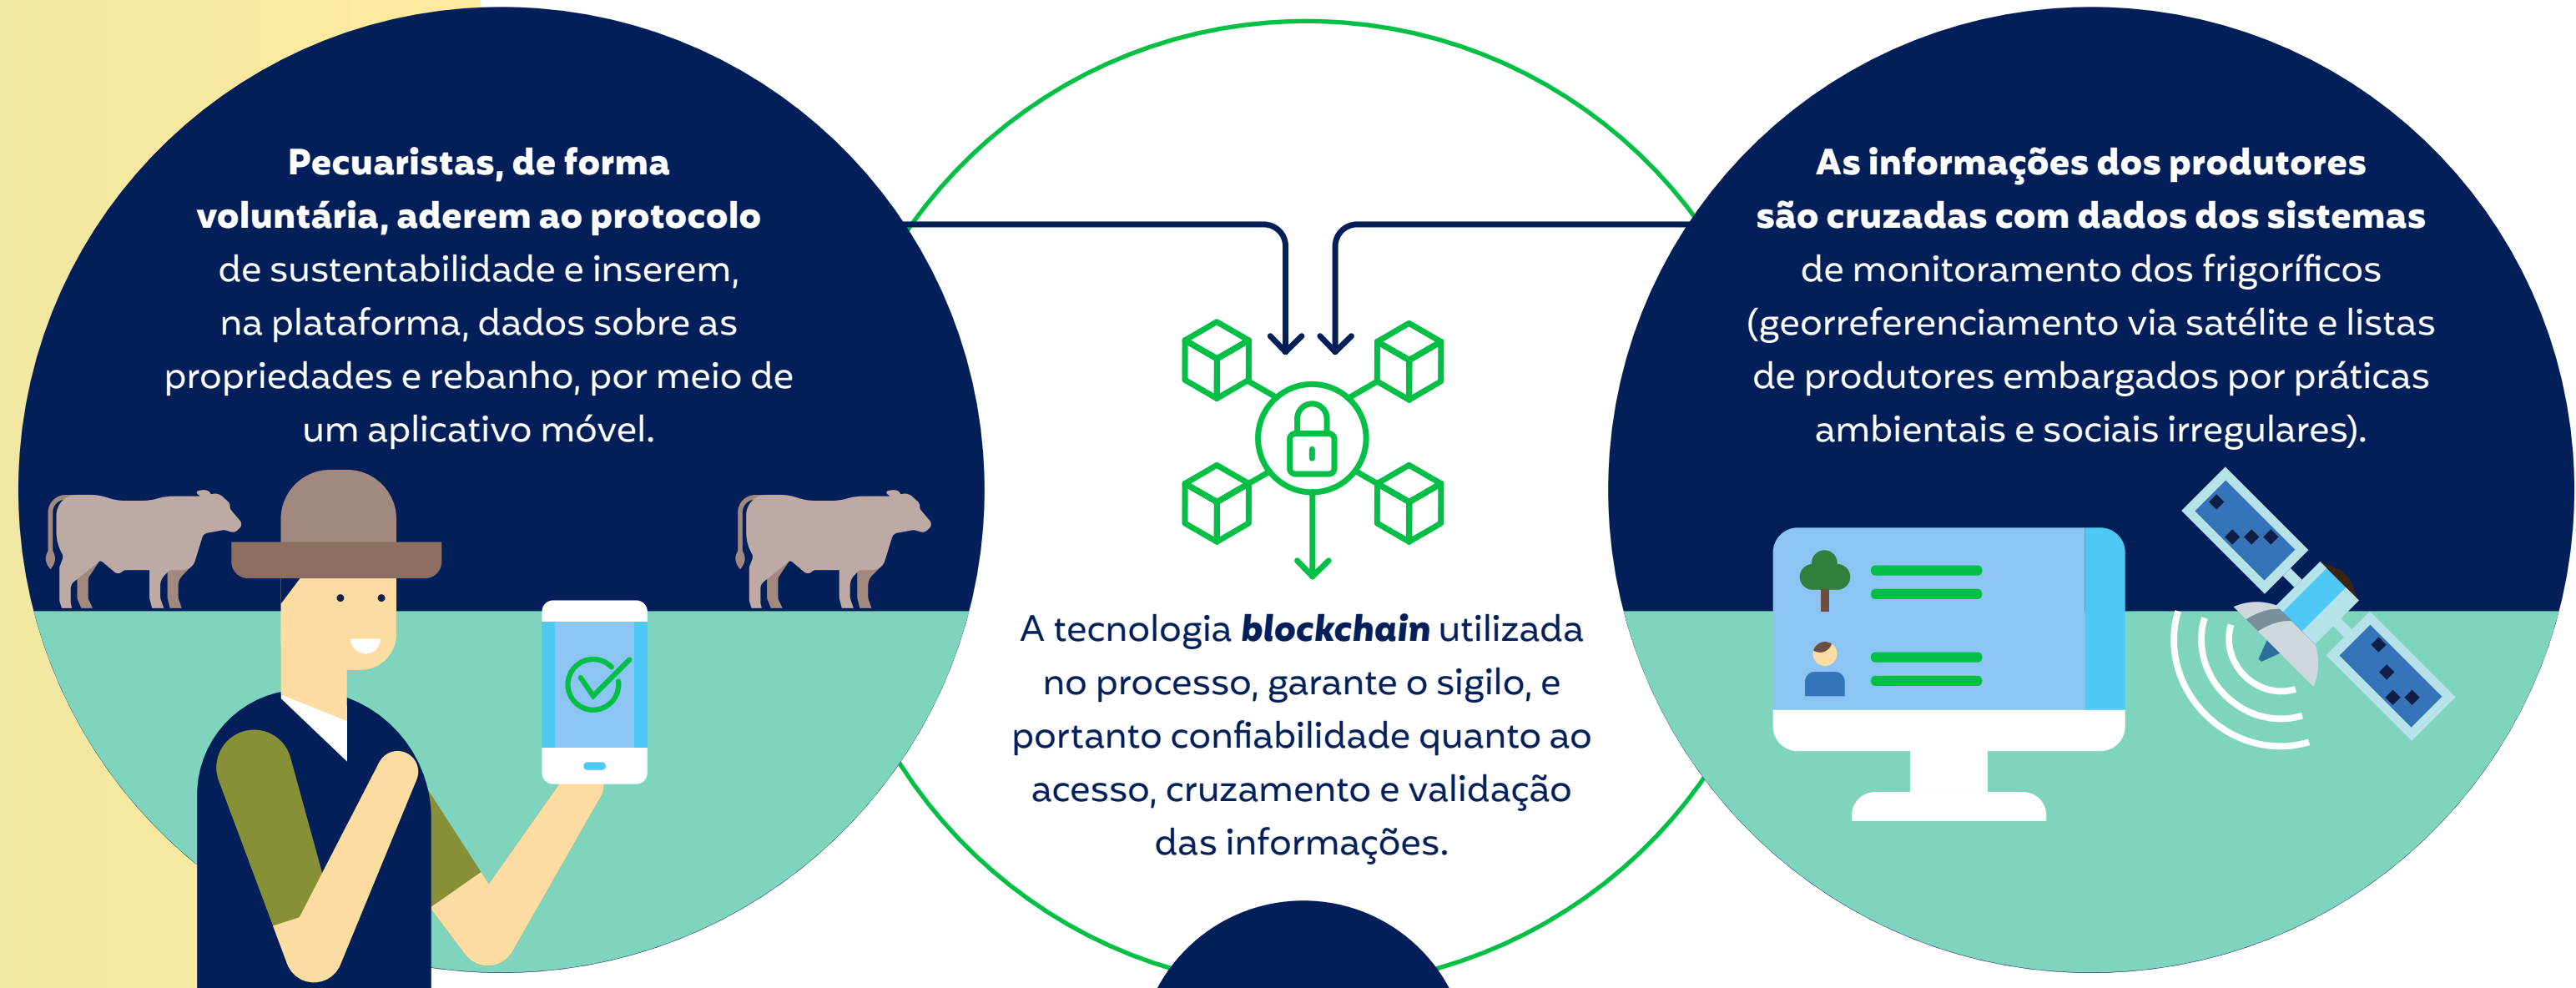 Pecuaristas, de forma
voluntária, aderem ao protocolo
de sustentabilidade e inserem,
na plataforma, dados sobre as
propriedades e rebanho, por meio de
um aplicativo móvel.
A tecnologia blockchain utilizada
no processo, garante o sigilo, e
portanto confiabilidade quanto ao
acesso, cruzamento e validação
das informações.
As informações dos produtores
são cruzadas com dados dos sistemas
de monitoramento dos frigoríficos
(georreferenciamento via satélite e listas
de produtores embargados por práticas
ambientais e sociais irregulares).